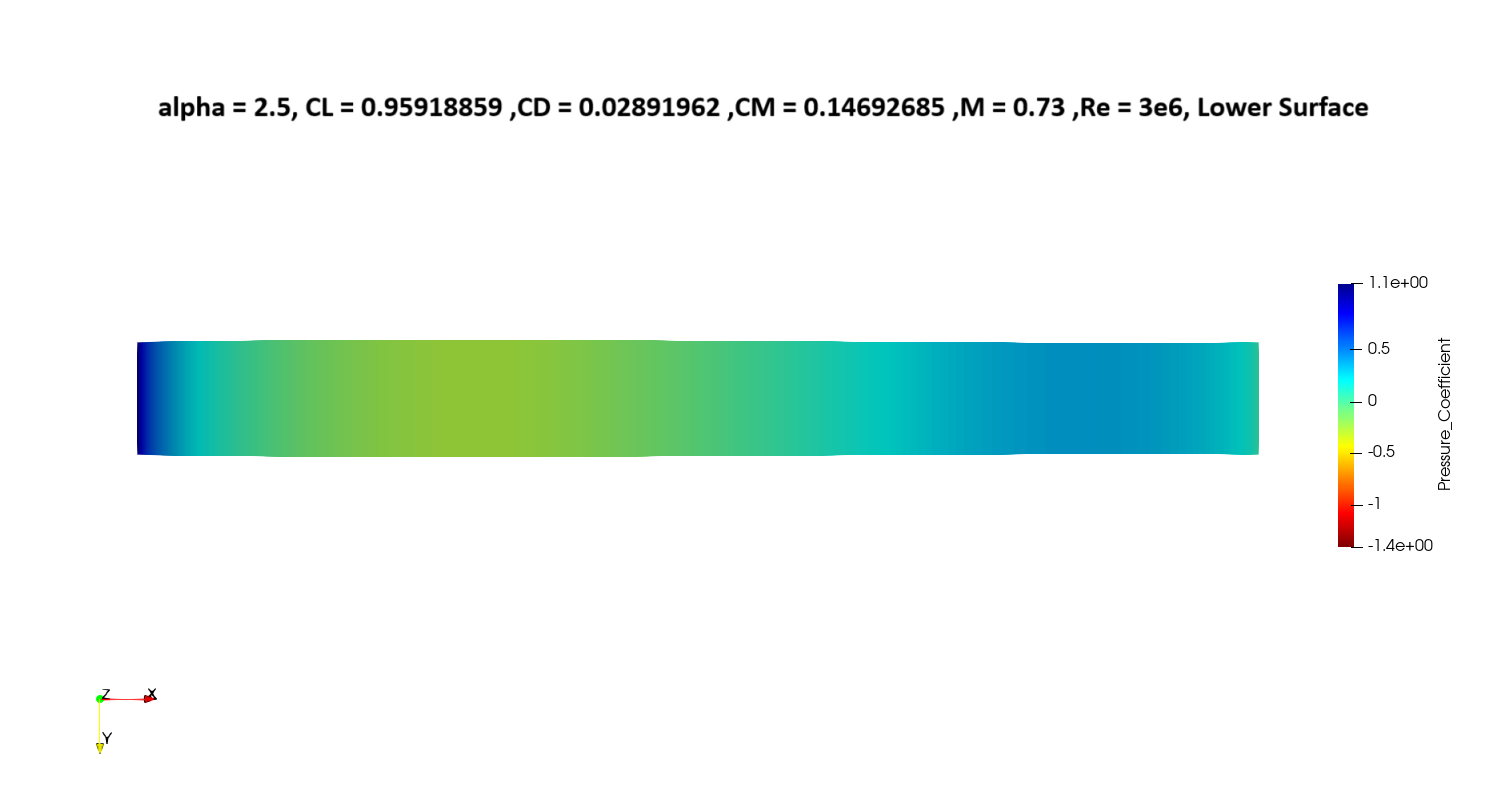 alpha = 2.5, CL = 0.95918859 ,CD = 0.02891962 ,CM = 0.14692685 ,M = 0.73 ,Re = 3e6, Lower Surface
1.1e+00
0.5
0
-0.5
-1
-1.4e+00
Pressure_Coefficient
Z
X
Y